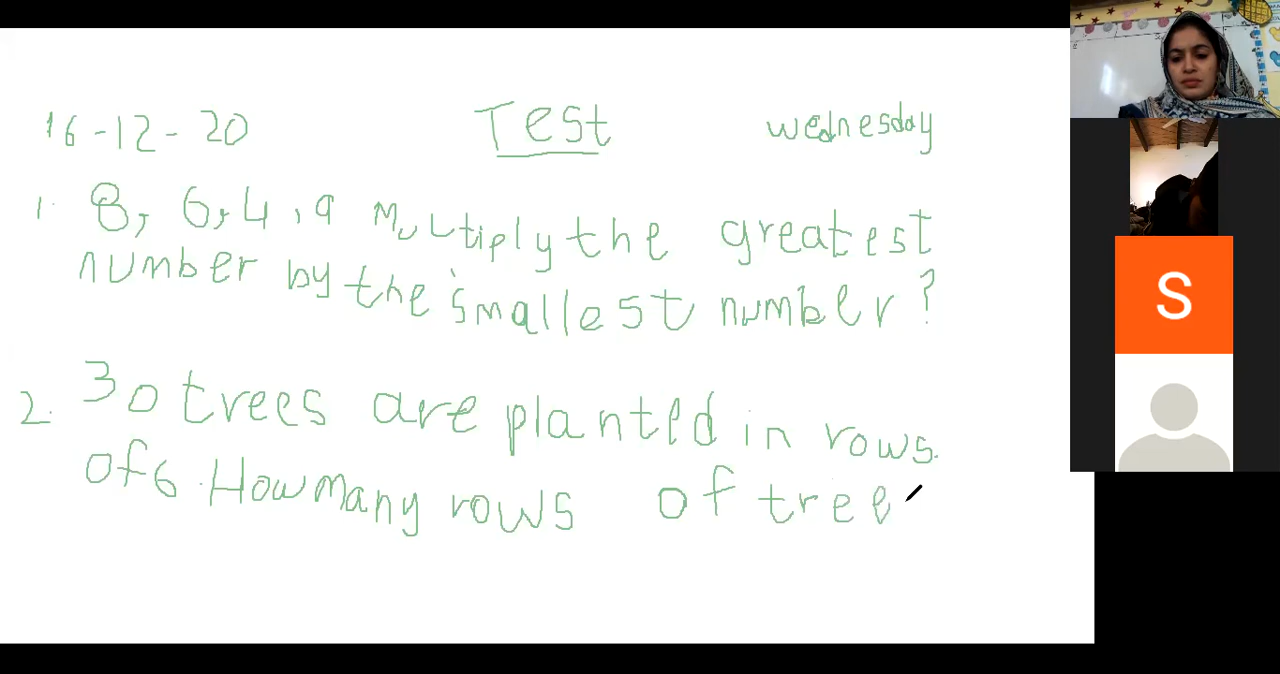 16-12-20 Test wednesday
1. 8, 6, 4, 9 Multiply the greatest
number by the smallest number?
2. 30 trees are planted in rows.
of 6. How many rows of tree
S